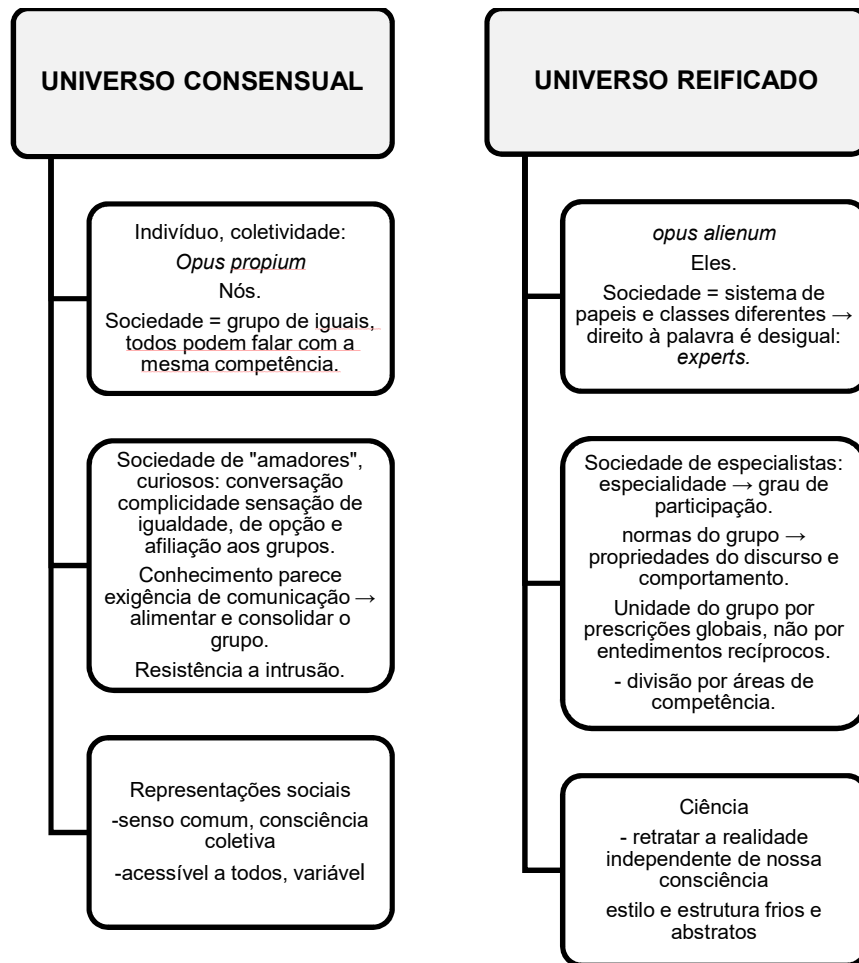 UNIVERSO CONSENSUAL
Indivíduo, coletividade:
Opus propium
Nós.
Sociedade = grupo de iguais,
todos podem falar com a
mesma competência.
Sociedade de "amadores",
curiosos: conversação
complicidade sensação de
igualdade, de opção e
afiliação aos grupos.
Conhecimento parece
exigência de comunicação →
alimentar e consolidar o
grupo.
Resistência a intrusão.
Representações sociais
-senso comum, consciência
coletiva
-acessível a todos, variável
UNIVERSO REIFICADO
opus alienum
Eles.
Sociedade = sistema de
papeis e classes diferentes →
direito à palavra é desigual:
experts.
Sociedade de especialistas:
especialidade → grau de
participação.
normas do grupo →
propriedades do discurso e
comportamento.
Unidade do grupo por
prescrições globais, não por
entedimentos recíprocos.
- divisão por áreas de
competência.
Ciência
- retratar a realidade
independente de nossa
consciência
estilo e estrutura frios e
abstratos